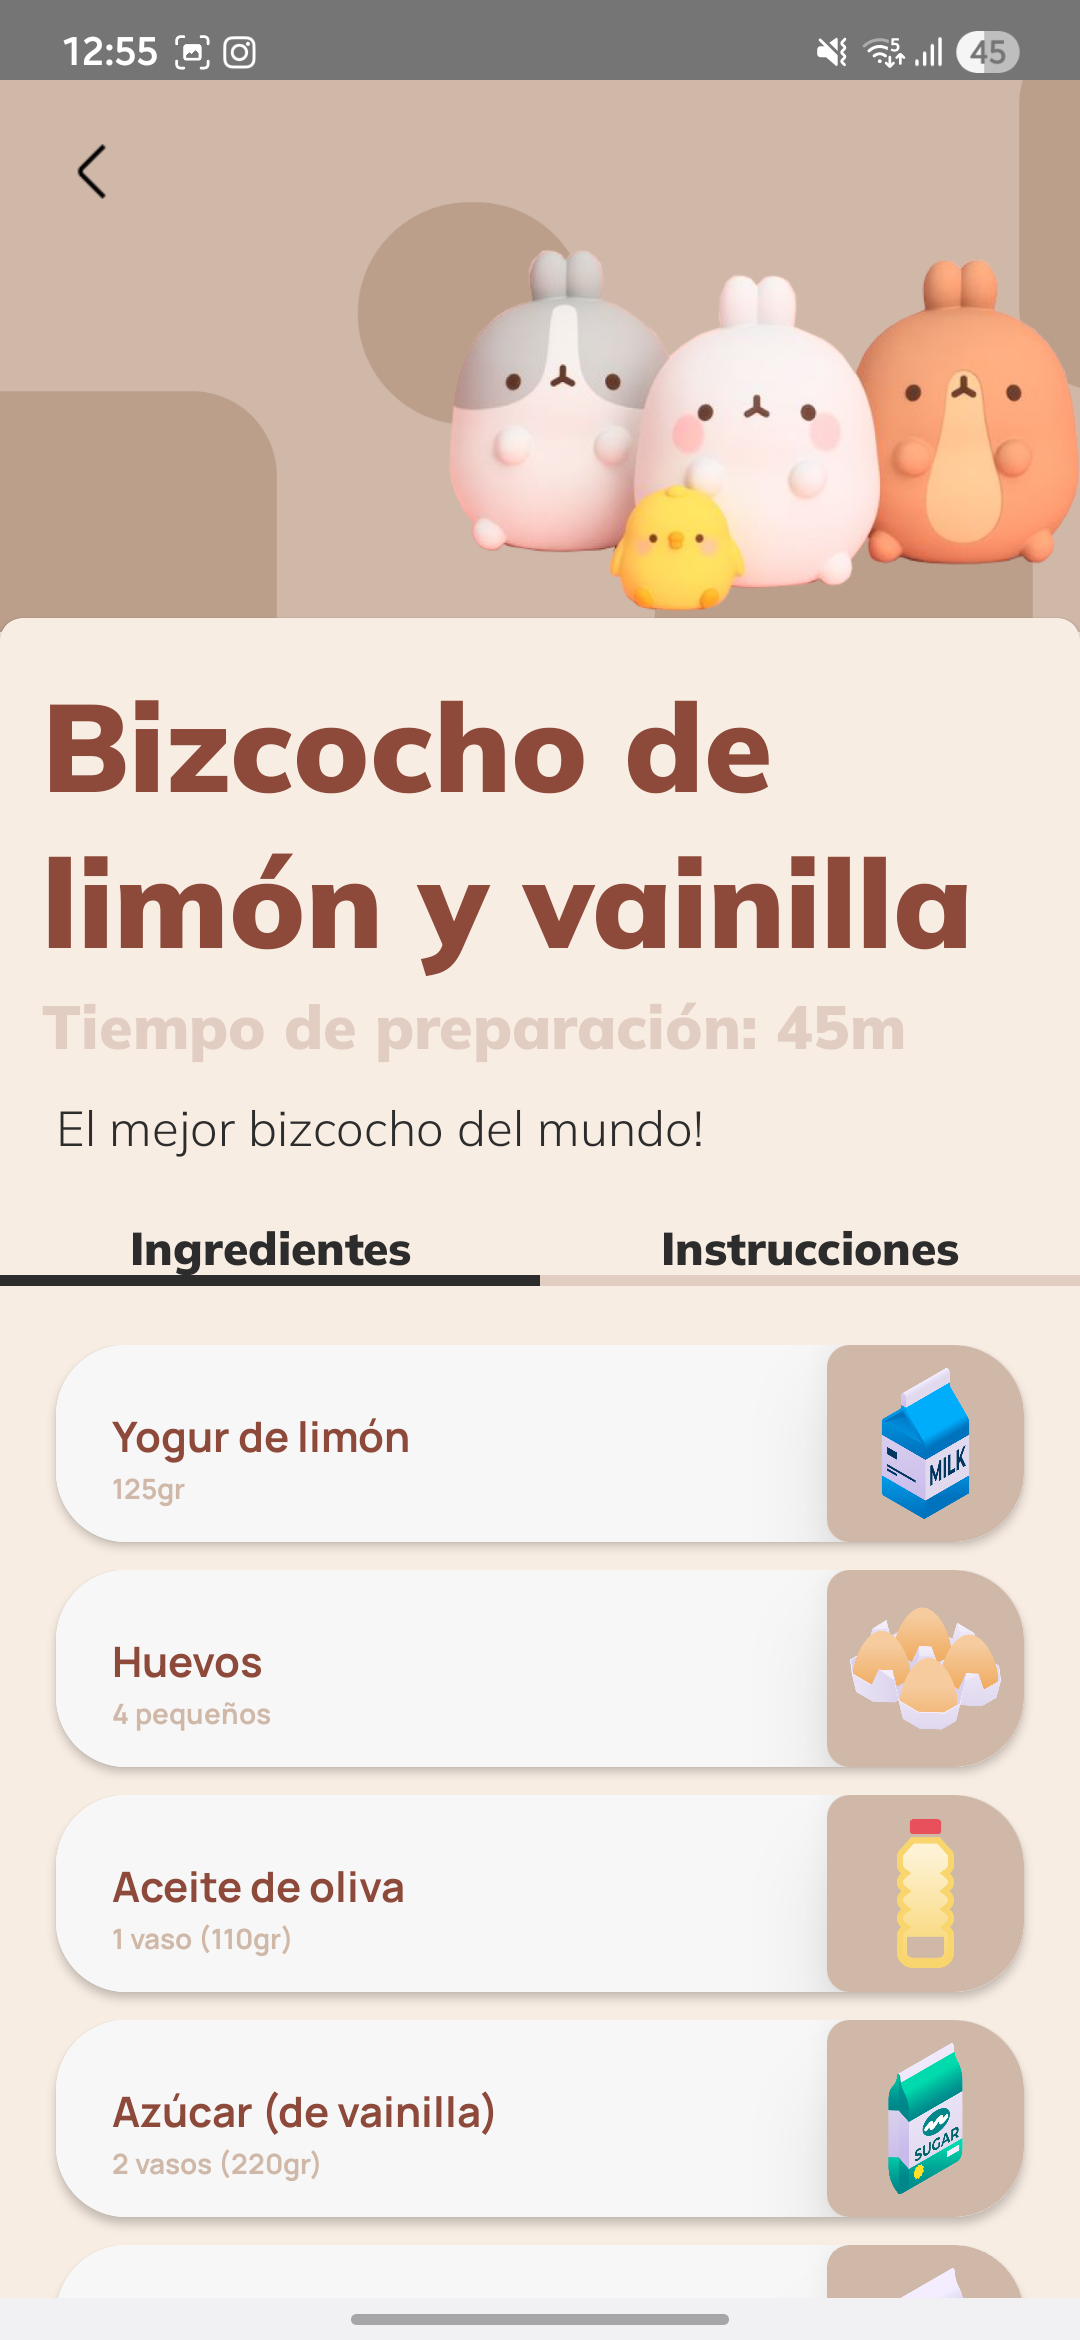 12:55
5
45
Bizcocho de
limón y vainilla
Tiempo de preparación: 45m
El mejor bizcocho del mundo!
Ingredientes
Instrucciones
Yogur de limón
125gr
MILK
Huevos
4 pequeños
Aceite de oliva
1 vaso (110gr)
Azúcar (de vainilla)
2 vasos (220gr)
SUGAR